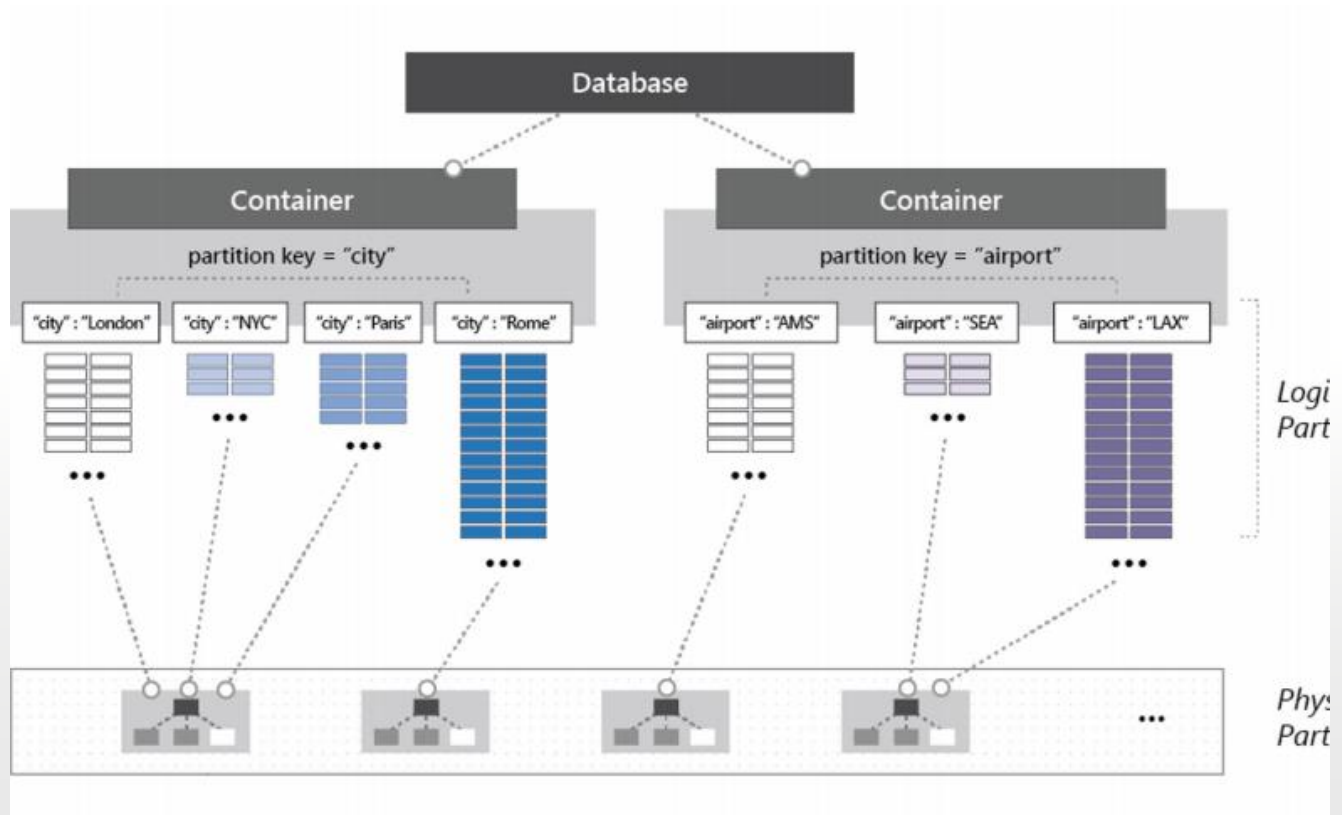 Database
Container
Container
partition key = “city”
partition key = “airport”
“city” : “London”
“city” : “NYC”
“city” : “Paris”
“city” : “Rome”
“airport” : “AMS”
“airport” : “SEA”
“airport” : “LAX”
Logi
Part
Phys
Part